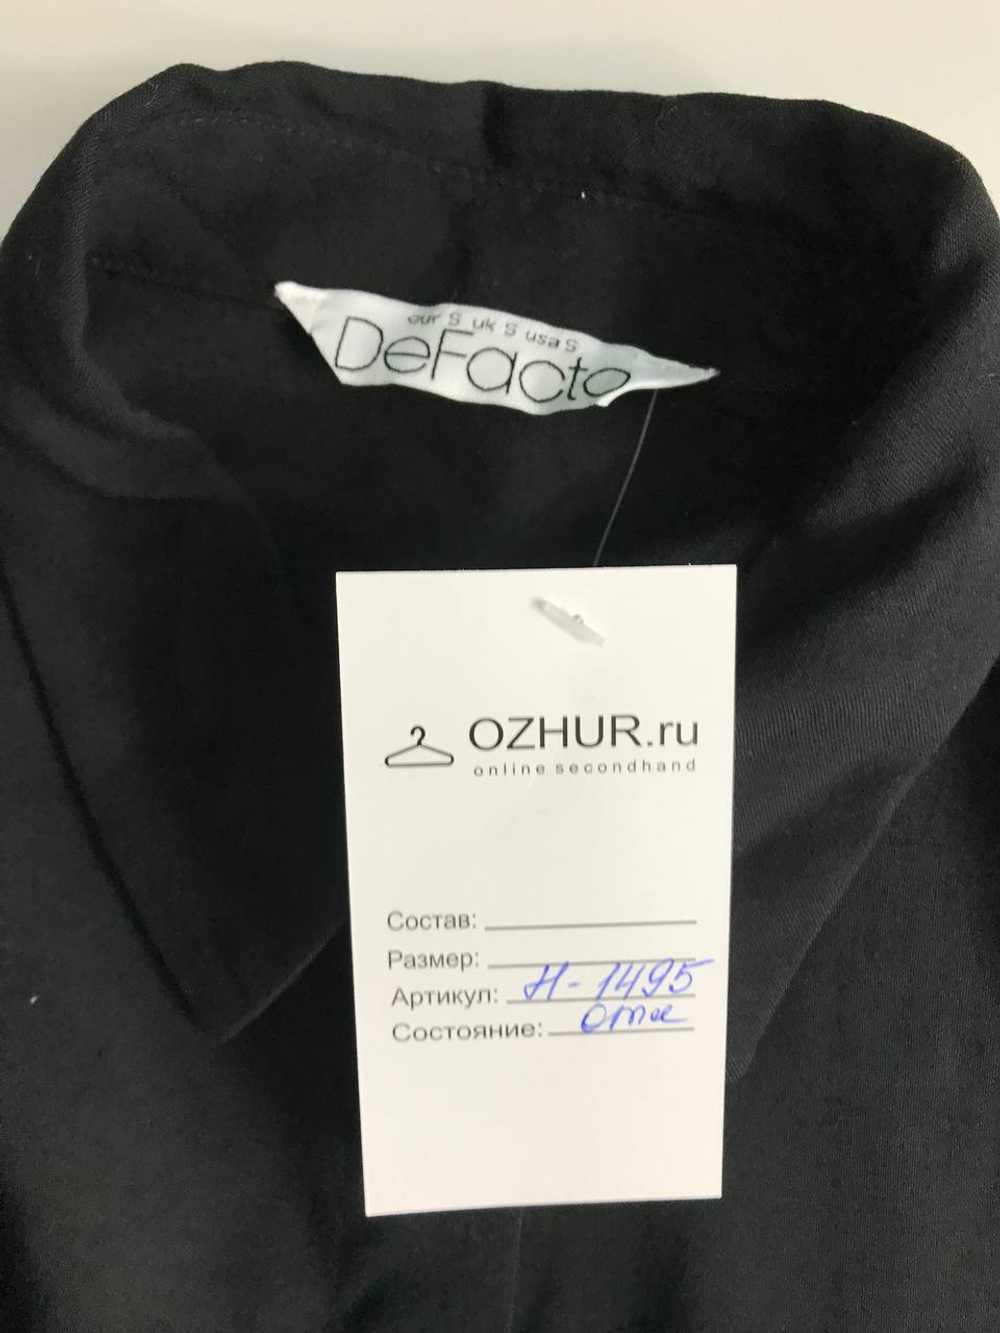 eur S uk S usa S
DeFacto
OZHUR.ru
online secondhand
Состав:
Размер:
Артикул: Н-1495
Состояние: отл